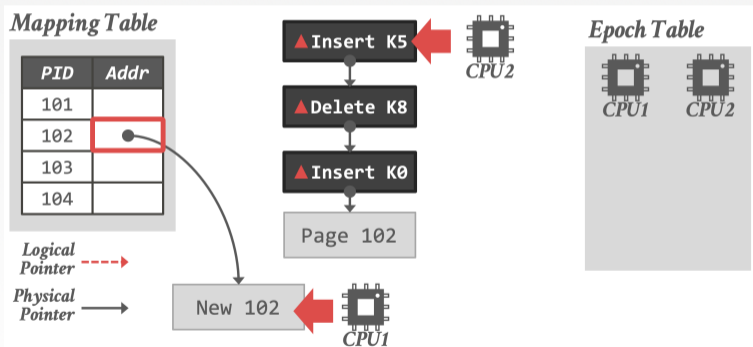 Mapping Table
PID Addr
101
102
103
104
Logical
Pointer
Physical
Pointer
▲Insert K5
CPU2
▲Delete K8
▲Insert K0
Page 102
New 102
CPU1
Epoch Table
CPU1 CPU2